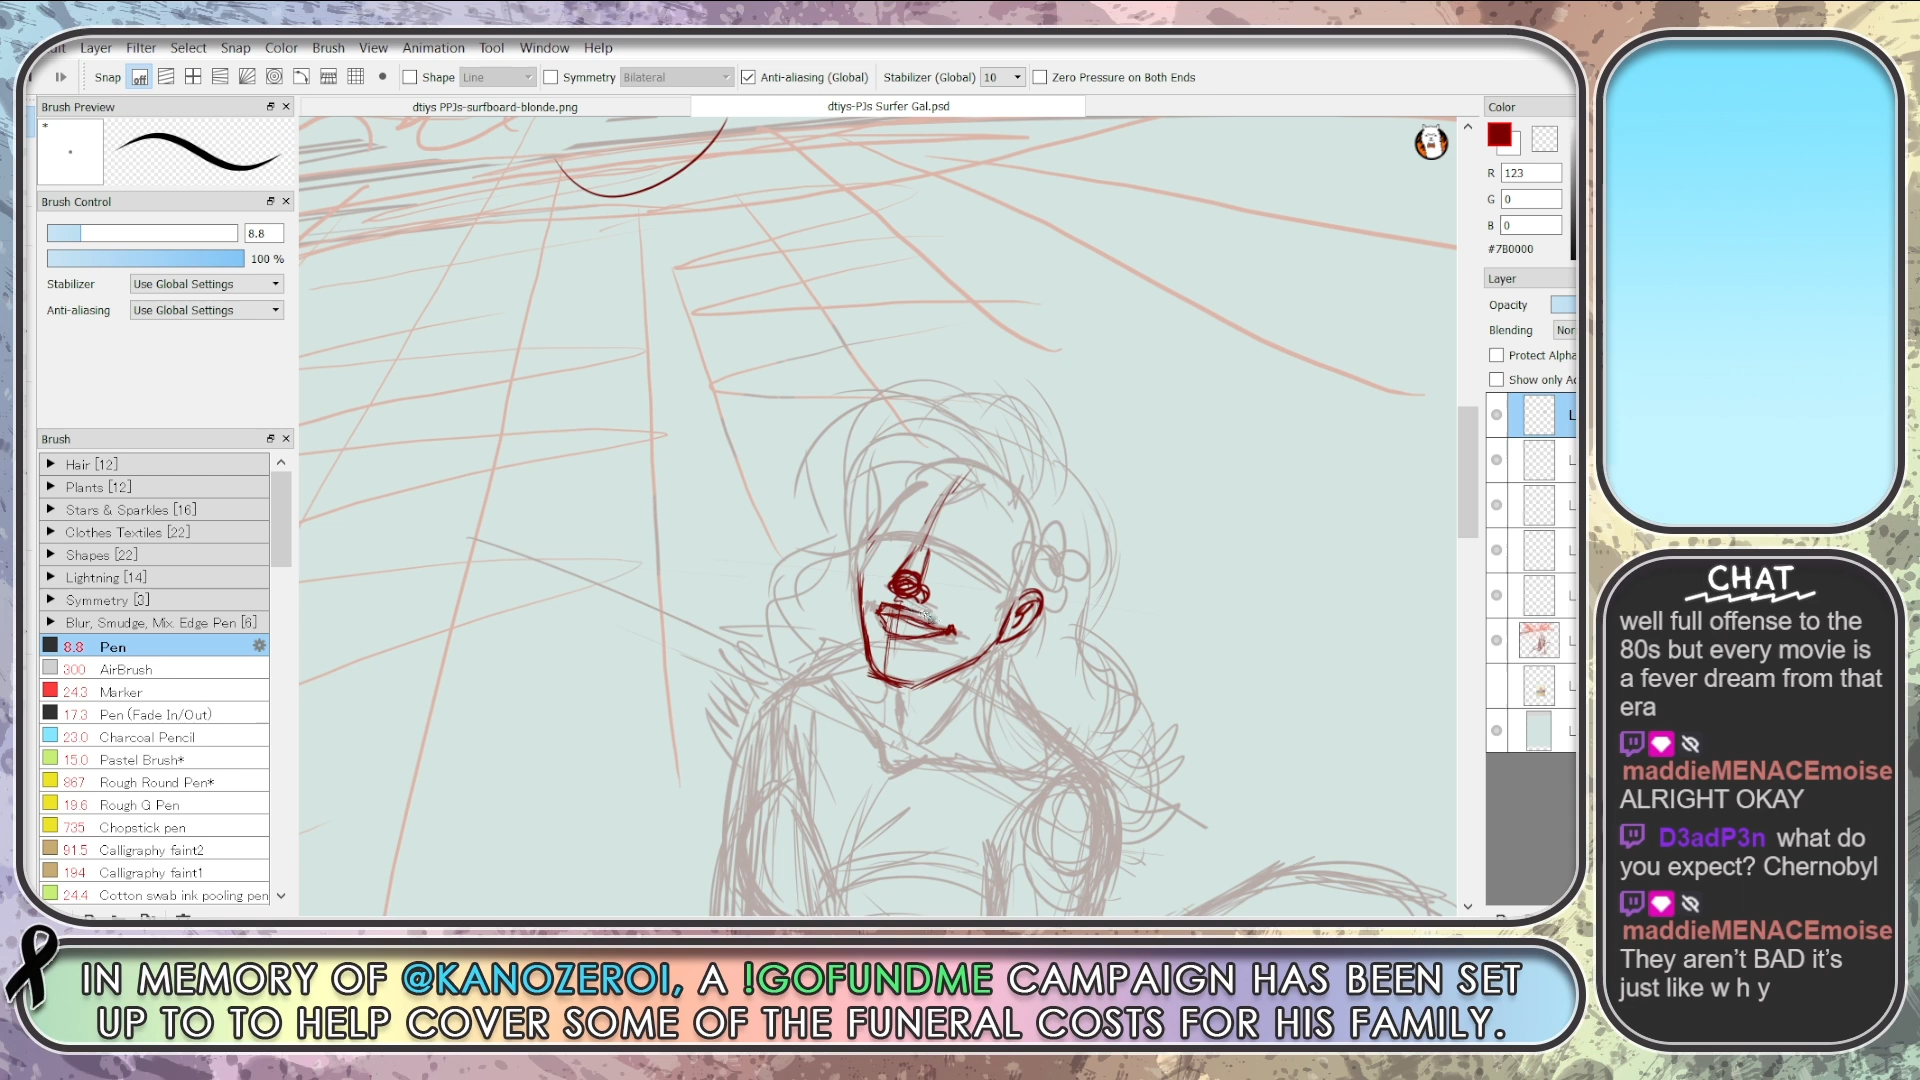 Layer Filter Select Snap Color Brush View Animation Tool Window Help
Snap off Shape Line Symmetry Bilateral Anti-aliasing (Global) Stabilizer (Global) 10 Zero Pressure on Both Ends
Brush Preview
dtiys PPJs-surfboard-blonde.png
dtiys-PJs Surfer Gal.psd
Color
*
R 123
G 0
B 0
#7B0000
Brush Control
8.8
100 %
Stabilizer Use Global Settings
Anti-aliasing Use Global Settings
Layer
Opacity
Blending
Protect Alpha
Show only
Brush
Hair [12]
Plants [12]
Stars & Sparkles [16]
Clothes Textiles [22]
Shapes [22]
Lightning [14]
Symmetry [3]
Blur, Smudge, Mix. Edge Pen [6]
8.8 Pen
300 AirBrush
24.3 Marker
17.3 Pen (Fade In/Out)
23.0 Charcoal Pencil
15.0 Pastel Brush*
867 Rough Round Pen*
19.6 Rough G Pen
735 Chopstick pen
91.5 Calligraphy faint2
194 Calligraphy faint1
24.4 Cotton swab ink pooling pen
CHAT
well full offense to the
80s but every movie is
a fever dream from that
era
maddieMENACEmoise
ALRIGHT OKAY
D3adP3n what do
you expect? Chernobyl
maddieMENACEmoise
They aren't BAD it's
just like w h y
IN MEMORY OF @KANOZEROI, A !GOFUNDME CAMPAIGN HAS BEEN SET
UP TO TO HELP COVER SOME OF THE FUNERAL COSTS FOR HIS FAMILY.